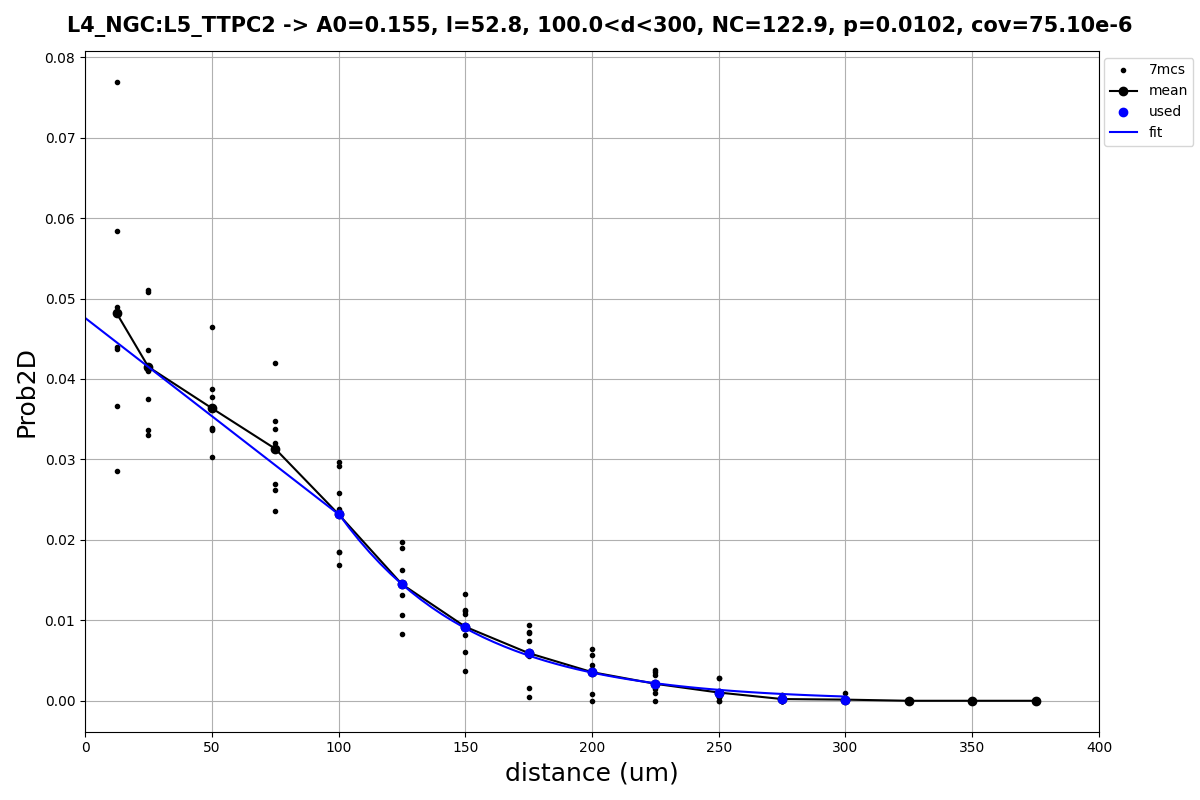 L4_NGC:L5_TTPC2 -> A0=0.155, l=52.8, 100.0<d<300, NC=122.9, p=0.0102, cov=75.10e-6
0.08
0.07
0.06
0.05
0.04
0.03
0.02
0.01
0.00
Prob2D
0 50 100 150 200 250 300 350 400
distance (um)
7mcs
mean
used
fit